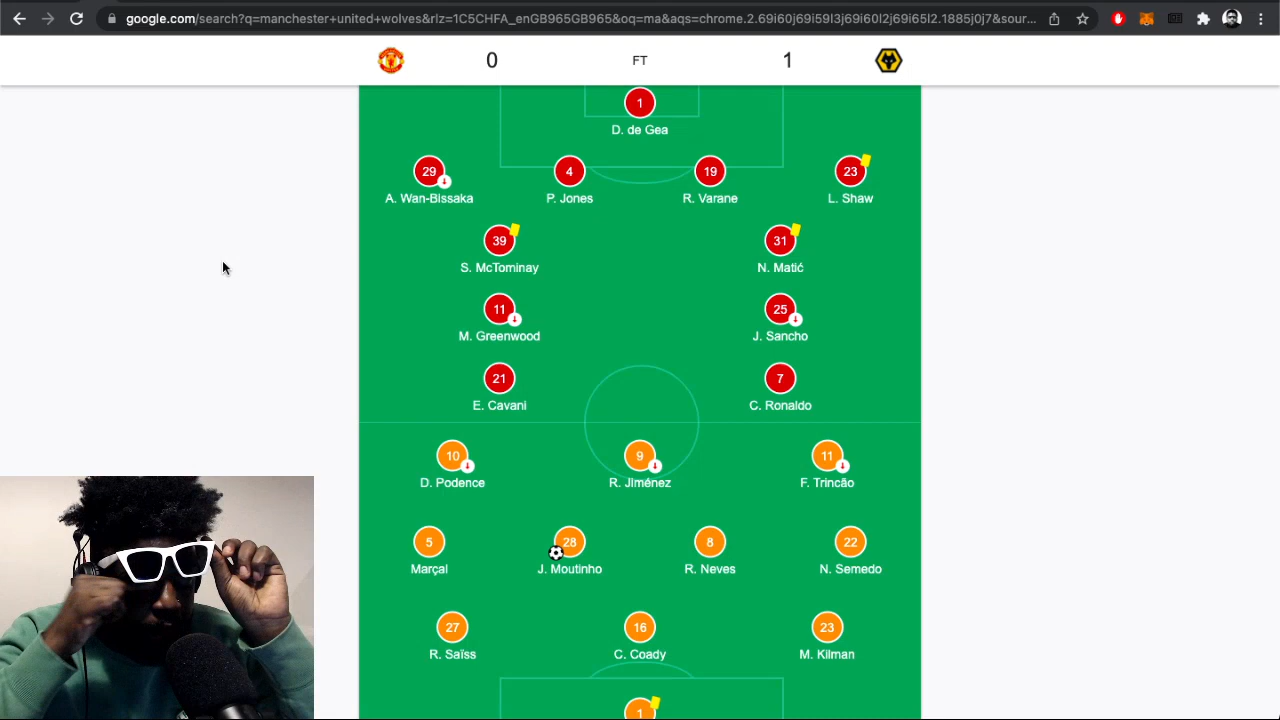 google.com/search?q=manchester+united+wolves&rlz=1C5CHFA_enGB965GB965&oq=ma&aqs=chrome.2.69i60j69i59l3j69i60l2j69i65l2.1885j0j7&sour...
0 FT 1
1
D. de Gea
29 4 19 23
A. Wan-Bissaka P. Jones R. Varane L. Shaw
39 31
S. McTominay N. Matić
11 25
M. Greenwood J. Sancho
21 7
E. Cavani C. Ronaldo
10 9 11
D. Podence R. Jiménez F. Trincão
5 28 8 22
Marçal J. Moutinho R. Neves N. Semedo
27 16 23
R. Saïss C. Coady M. Kilman
1